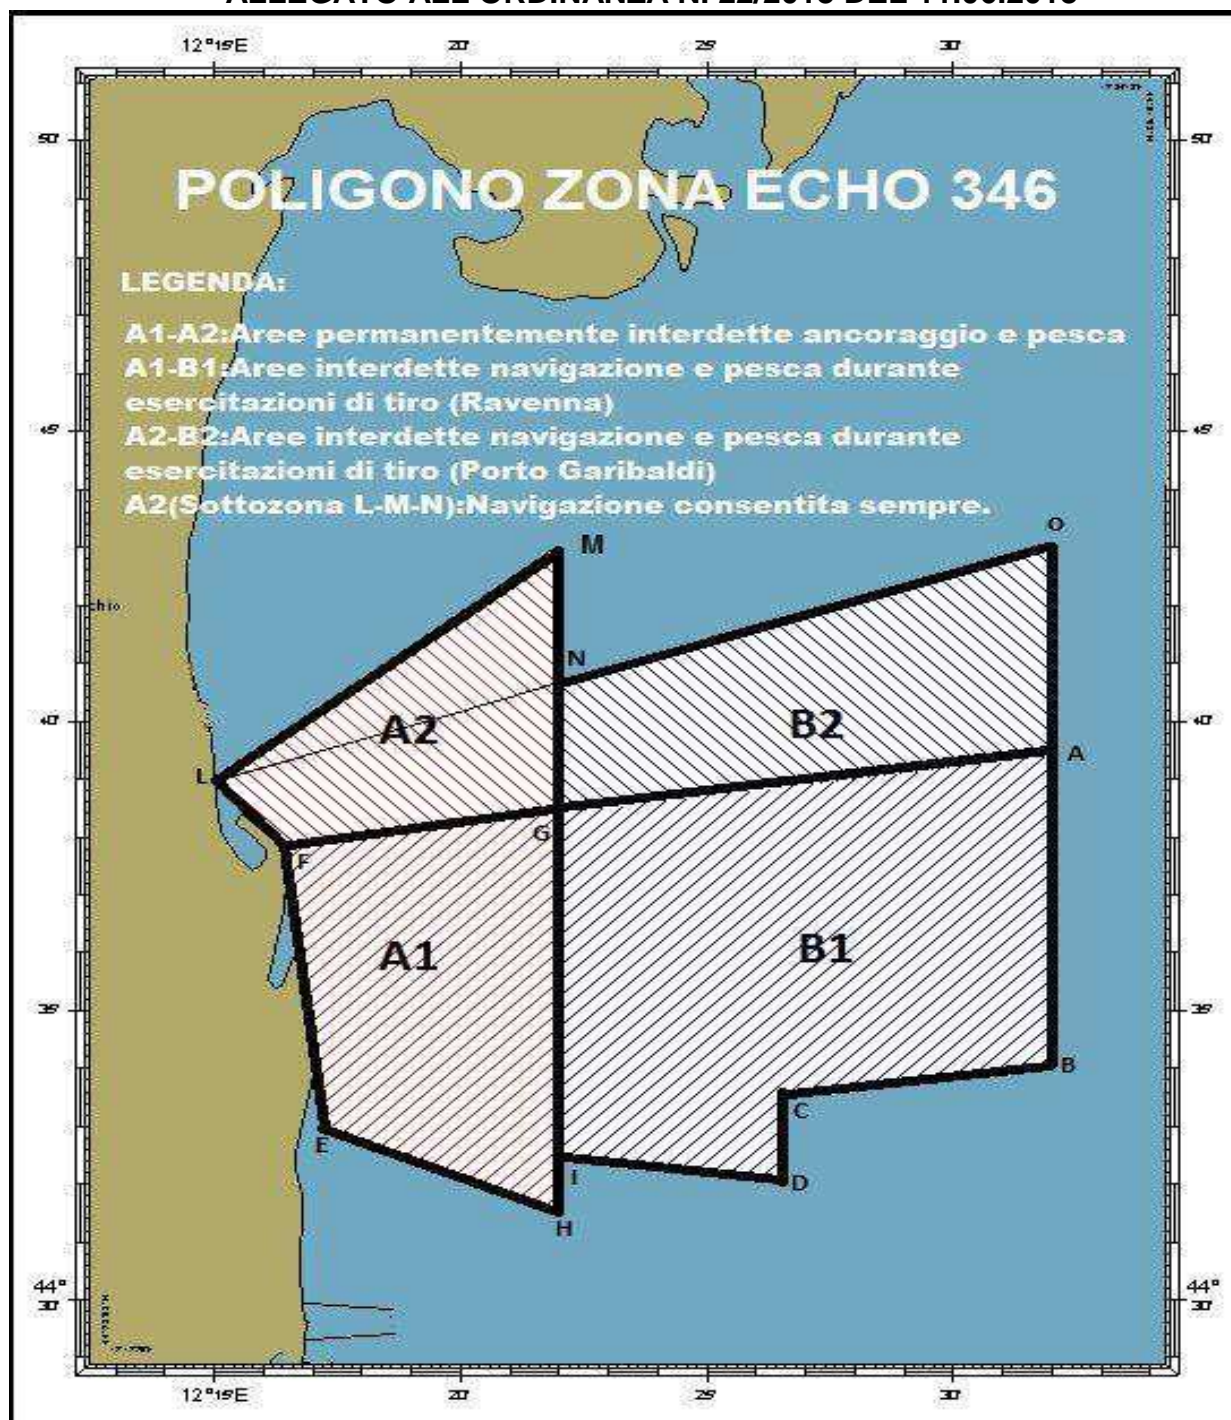 12°15'E 20' 25' 30'
50' 50'
POLIGONO ZONA ECHO 346
LEGENDA:
A1-A2:Aree permanentemente interdette ancoraggio e pesca
A1-B1:Aree interdette navigazione e pesca durante
esercitazioni di tiro (Ravenna)
45' 45'
A2-B2:Aree interdette navigazione e pesca durante
esercitazioni di tiro (Porto Garibaldi)
A2(Sottozona L-M-N):Navigazione consentita sempre.
O
M
chio
N
A2 B2
40' 40'
A
L
G
F
A1 B1
35' 35'
B
C
E
I D
H
44° 44°
30' 30'
12°15'E 20' 25' 30'